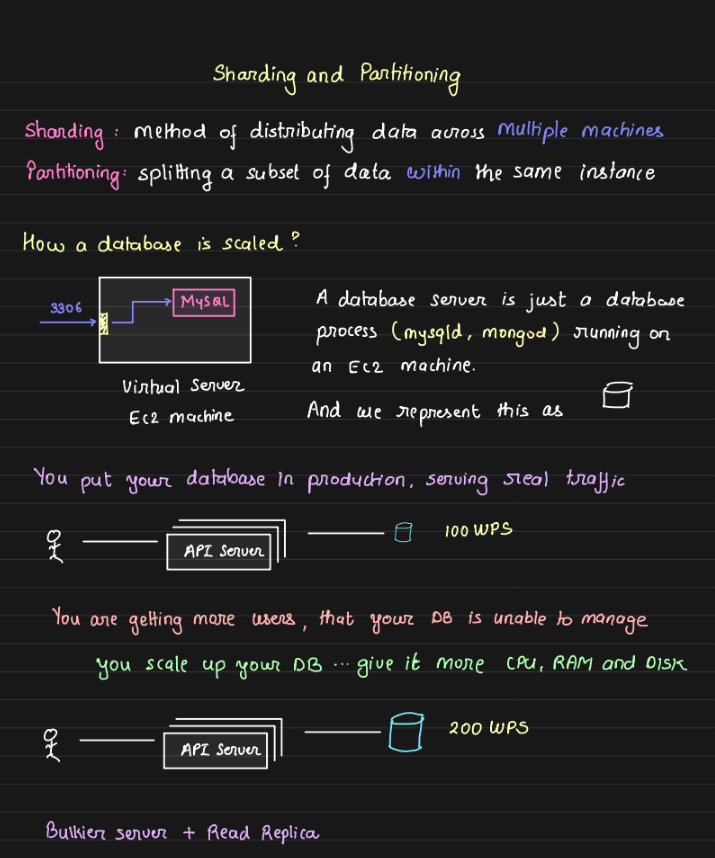 Sharding and Partitioning
Sharding: method of distributing data across multiple machines
Partitioning: splitting a subset of data within the same instance
How a database is scaled?
3306
MySQL
Virtual Server
Ec2 machine
A database server is just a database
process (mysqld, mongod) running on
an Ec2 machine.
And we represent this as
You put your database in production, serving real traffic
API Server
100 WPS
You are getting more users, that your DB is unable to manage
you scale up your DB ... give it more CPU, RAM and DISK
API Server
200 WPS
Bulkier server + Read Replica